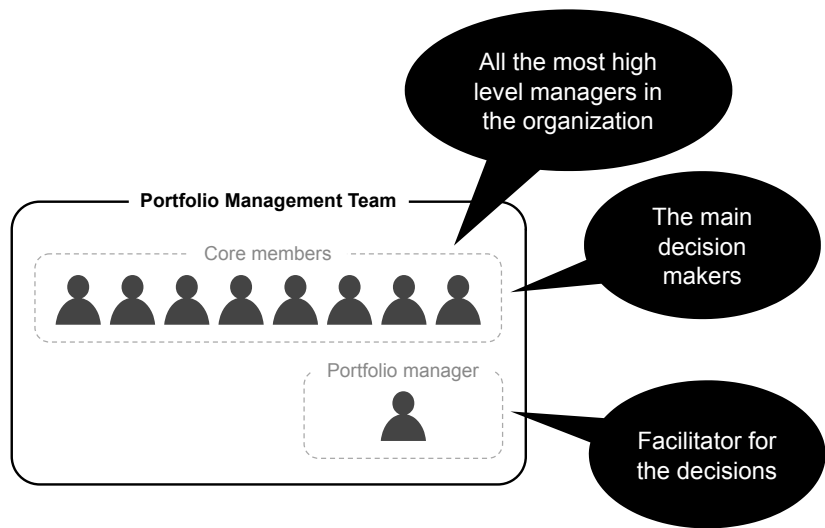 All the most high
level managers in
the organization
Portfolio Management Team
Core members
The main
decision
makers
Portfolio manager
Facilitator for
the decisions